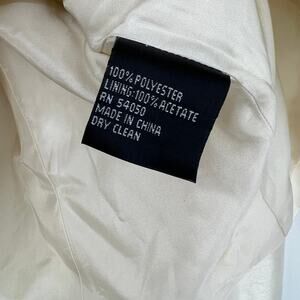 100% POLYESTER
LINING:100% ACETATE
RN 54050
MADE IN CHINA
DRY CLEAN